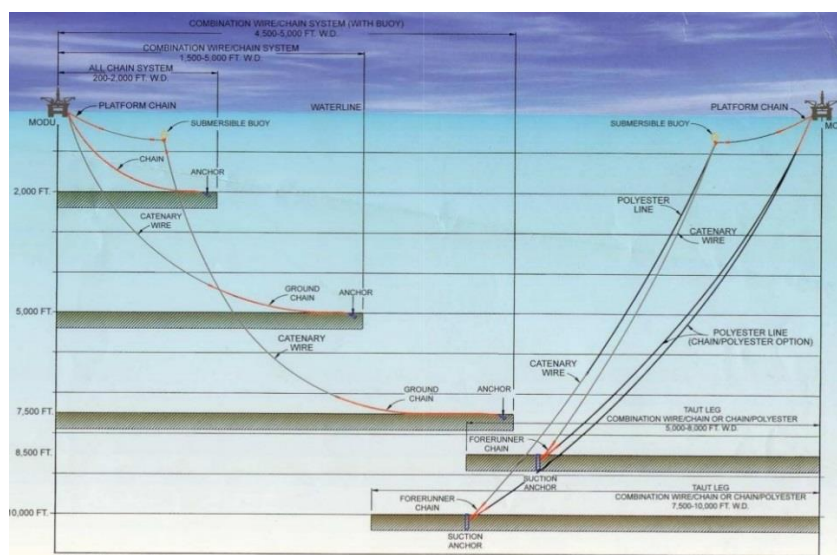 COMBINATION WIRE/CHAIN SYSTEM (WITH BUOY)
4,500-5,000 FT. W.D.
COMBINATION WIRE/CHAIN SYSTEM
1,500-5,000 FT. W.D.
ALL CHAIN SYSTEM
200-2,000 FT. W.D.
PLATFORM CHAIN
WATERLINE
PLATFORM CHAIN
MODU
SUBMERSIBLE BUOY
SUBMERSIBLE BUOY
MO
CHAIN
ANCHOR
2,000 FT.
POLYESTER
LINE
CATENARY
WIRE
CATENARY
WIRE
GROUND
CHAIN
ANCHOR
5,000 FT.
POLYESTER LINE
(CHAIN/POLYESTER OPTION)
CATENARY
WIRE
CATENARY
WIRE
GROUND
CHAIN
ANCHOR
7,500 FT.
TAUT LEG
COMBINATION WIRE/CHAIN OR CHAIN/POLYESTER
5,000-8,000 FT. W.D.
FORERUNNER
CHAIN
8,500 FT.
SUCTION
ANCHOR
TAUT LEG
COMBINATION WIRE/CHAIN OR CHAIN/POLYESTER
7,500-10,000 FT. W.D.
FORERUNNER
CHAIN
10,000 FT.
SUCTION
ANCHOR